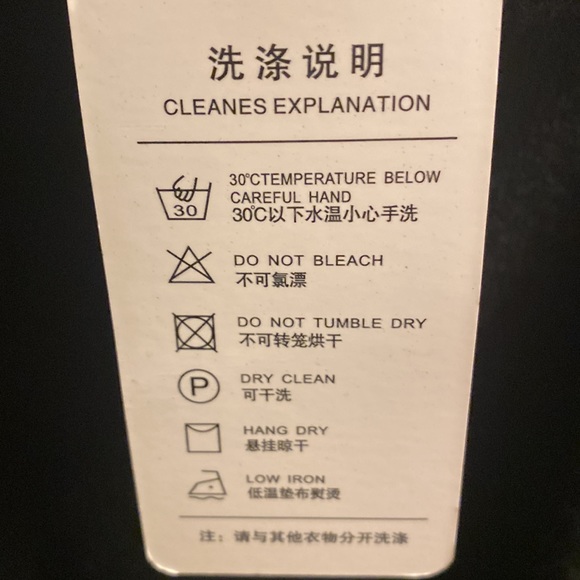 洗涤说明
CLEANES EXPLANATION
30℃TEMPERATURE BELOW
CAREFUL HAND
30℃以下水温小心手洗
30
DO NOT BLEACH
不可氯漂
DO NOT TUMBLE DRY
不可转笼烘干
P
DRY CLEAN
可干洗
HANG DRY
悬挂晾干
LOW IRON
低温垫布熨烫
注：请与其他衣物分开洗涤